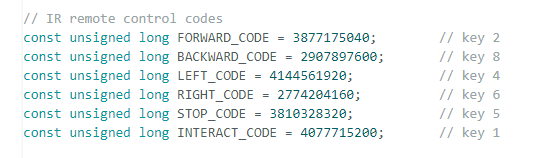 // IR remote control codes
const unsigned long FORWARD_CODE = 3877175040; // key 2
const unsigned long BACKWARD_CODE = 2907897600; // key 8
const unsigned long LEFT_CODE = 4144561920; // key 4
const unsigned long RIGHT_CODE = 2774204160; // key 6
const unsigned long STOP_CODE = 3810328320; // key 5
const unsigned long INTERACT_CODE = 4077715200; // key 1